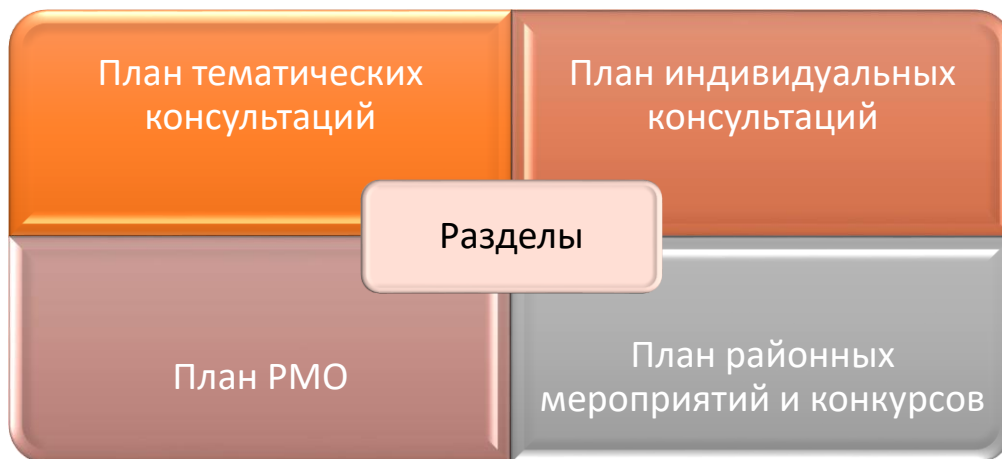 План тематических
консультаций
План индивидуальных
консультаций
Разделы
План РМО
План районных
мероприятий и конкурсов